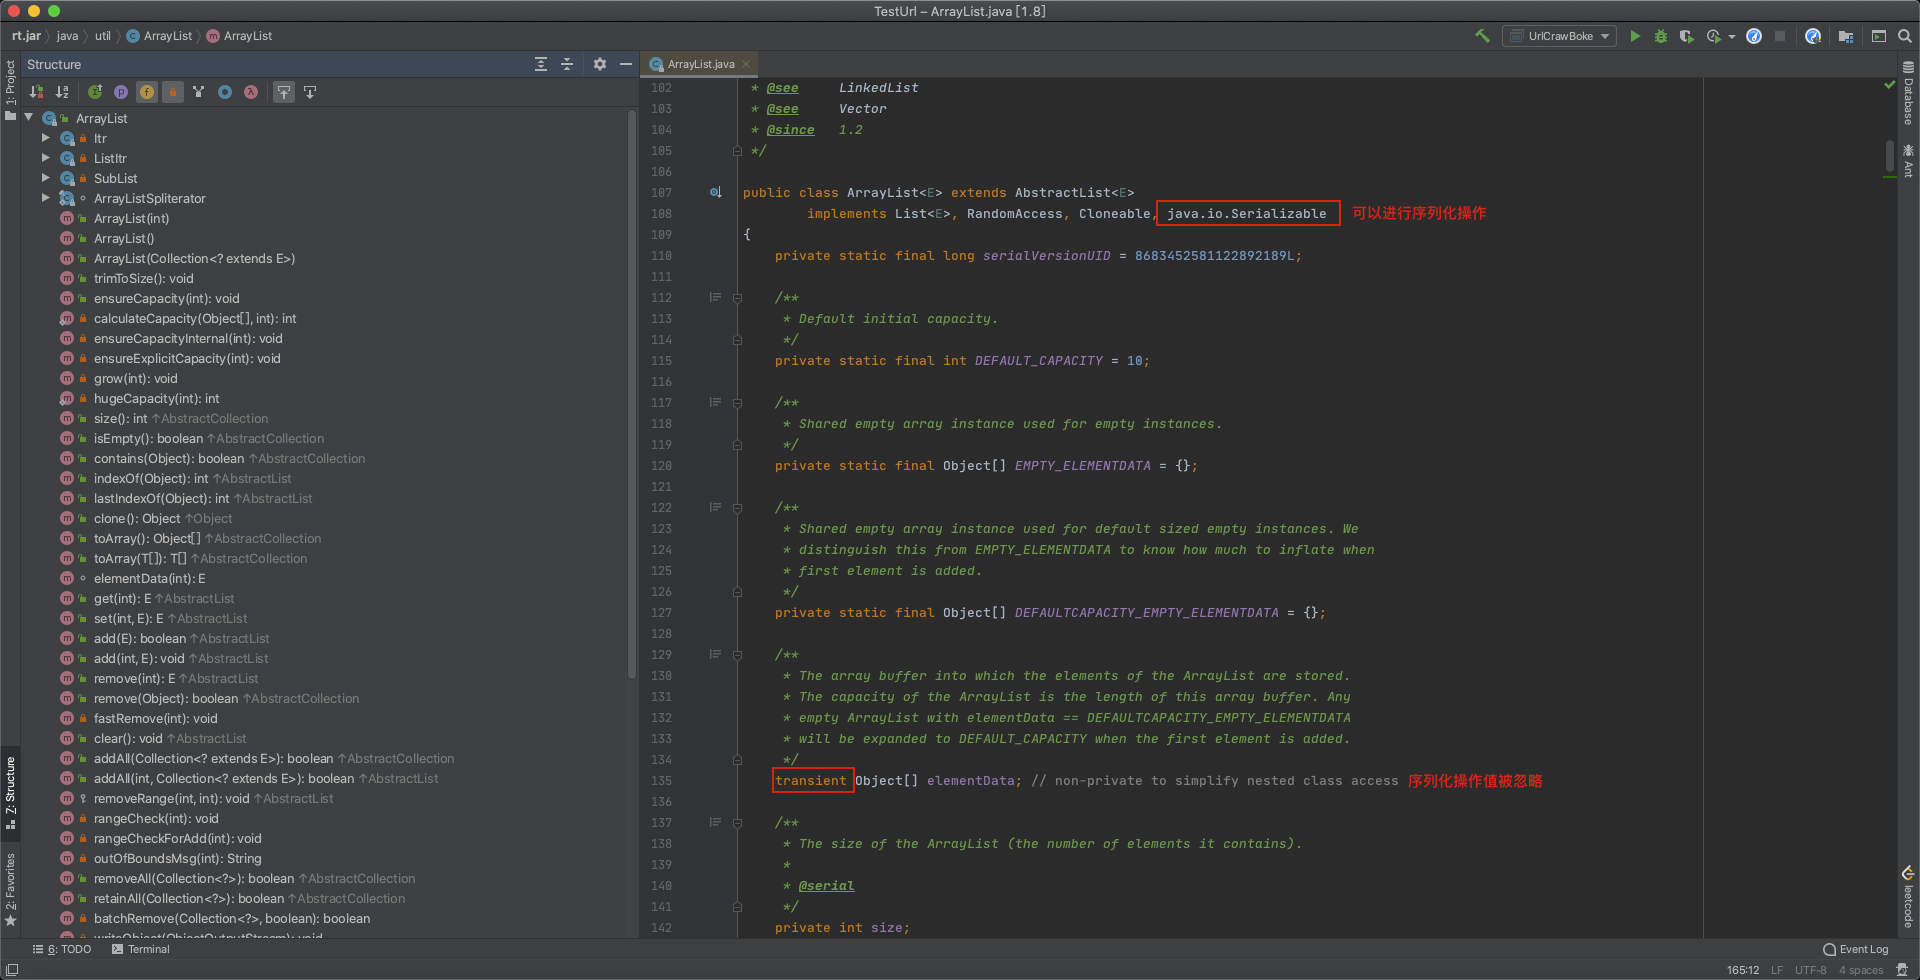 TestUrl – ArrayList.java [1.8]
rt.jar java util ArrayList ArrayList
UrlCrawBoke
Structure
ArrayList.java
1: Project
Z: Structure
2: Favorites
Database
Ant
leetcode
ArrayList
Itr
ListItr
SubList
ArrayListSpliterator
ArrayList(int)
ArrayList()
ArrayList(Collection<? extends E>)
trimToSize(): void
ensureCapacity(int): void
calculateCapacity(Object[], int): int
ensureCapacityInternal(int): void
ensureExplicitCapacity(int): void
grow(int): void
hugeCapacity(int): int
size(): int ↑AbstractCollection
isEmpty(): boolean ↑AbstractCollection
contains(Object): boolean ↑AbstractCollection
indexOf(Object): int ↑AbstractList
lastIndexOf(Object): int ↑AbstractList
clone(): Object ↑Object
toArray(): Object[] ↑AbstractCollection
toArray(T[]): T[] ↑AbstractCollection
elementData(int): E
get(int): E ↑AbstractList
set(int, E): E ↑AbstractList
add(E): boolean ↑AbstractList
add(int, E): void ↑AbstractList
remove(int): E ↑AbstractList
remove(Object): boolean ↑AbstractCollection
fastRemove(int): void
clear(): void ↑AbstractList
addAll(Collection<? extends E>): boolean ↑AbstractCollection
addAll(int, Collection<? extends E>): boolean ↑AbstractList
removeRange(int, int): void ↑AbstractList
rangeCheck(int): void
rangeCheckForAdd(int): void
outOfBoundsMsg(int): String
removeAll(Collection<?>): boolean ↑AbstractCollection
retainAll(Collection<?>): boolean ↑AbstractCollection
batchRemove(Collection<?>, boolean): boolean
writeObject(ObjectOutputStream): void
102 * @see LinkedList
103 * @see Vector
104 * @since 1.2
105 */
106
107 public class ArrayList<E> extends AbstractList<E>
108 implements List<E>, RandomAccess, Cloneable, java.io.Serializable 可以进行序列化操作
109 {
110 private static final long serialVersionUID = 8683452581122892189L;
111
112 /**
113 * Default initial capacity.
114 */
115 private static final int DEFAULT_CAPACITY = 10;
116
117 /**
118 * Shared empty array instance used for empty instances.
119 */
120 private static final Object[] EMPTY_ELEMENTDATA = {};
121
122 /**
123 * Shared empty array instance used for default sized empty instances. We
124 * distinguish this from EMPTY_ELEMENTDATA to know how much to inflate when
125 * first element is added.
126 */
127 private static final Object[] DEFAULTCAPACITY_EMPTY_ELEMENTDATA = {};
128
129 /**
130 * The array buffer into which the elements of the ArrayList are stored.
131 * The capacity of the ArrayList is the length of this array buffer. Any
132 * empty ArrayList with elementData == DEFAULTCAPACITY_EMPTY_ELEMENTDATA
133 * will be expanded to DEFAULT_CAPACITY when the first element is added.
134 */
135 transient Object[] elementData; // non-private to simplify nested class access 序列化操作值被忽略
136
137 /**
138 * The size of the ArrayList (the number of elements it contains).
139 *
140 * @serial
141 */
142 private int size;
6: TODO Terminal
Event Log
165:12 LF UTF-8 4 spaces